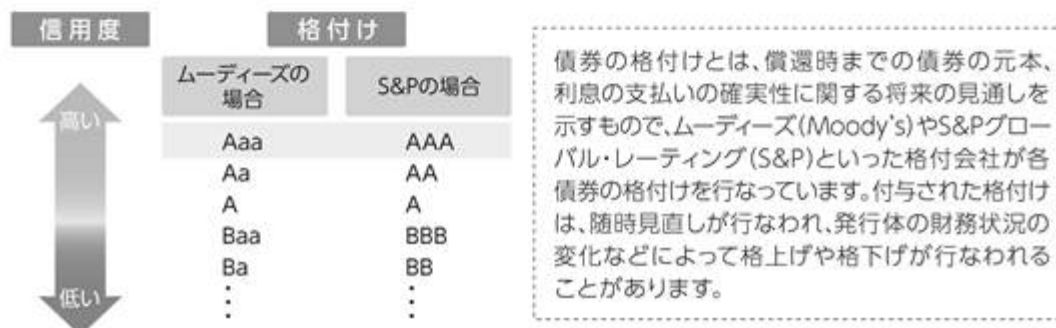 信用度
格付け
ムーディーズの
場合
S&Pの場合
高い
Aaa AAA
Aa AA
A A
Baa BBB
Ba BB
低い
債券の格付けとは、償還時までの債券の元本、
利息の支払いの確実性に関する将来の見通しを
示すもので、ムーディーズ(Moody's)やS&Pグロー
バル・レーティング(S&P)といった格付会社が各
債券の格付けを行なっています。付与された格付け
は、随時見直しが行なわれ、発行体の財務状況の
変化などによって格上げや格下げが行なわれる
ことがあります。